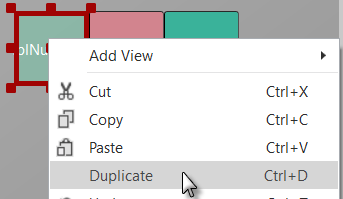 Add View
Cut Ctrl+X
Copy Ctrl+C
Paste Ctrl+V
Duplicate Ctrl+D